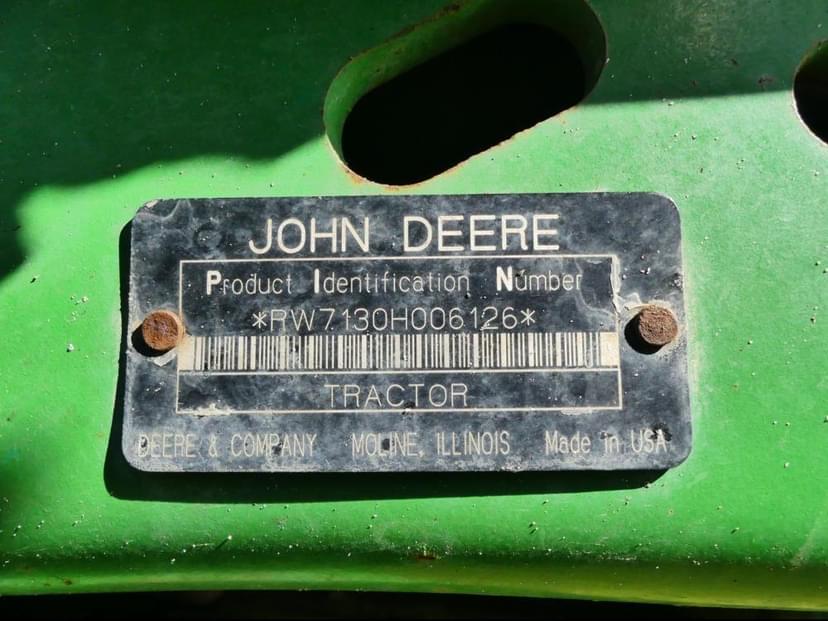 JOHN DEERE
Product Identification Number
*RW7130H006126*
TRACTOR
DEERE & COMPANY MOLINE, ILLINOIS Made in USA